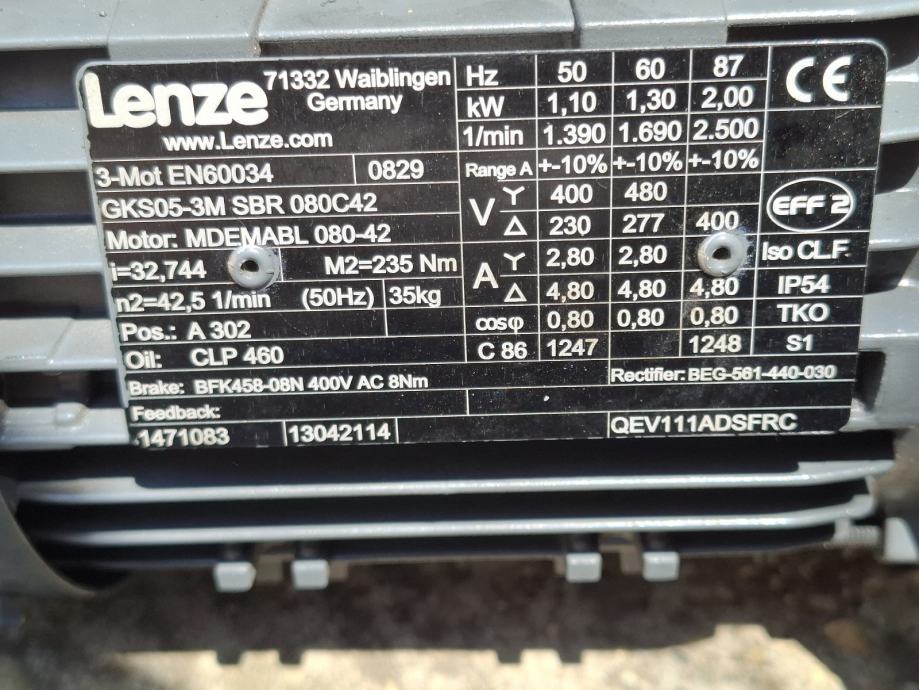 Lenze 71332 Waiblingen
Germany
www.Lenze.com
3-Mot EN60034 0829
GKS05-3M SBR 080C42
Motor: MDEMABL 080-42
i=32,744 M2=235 Nm
n2=42,5 1/min (50Hz) 35kg
Pos.: A 302
Oil: CLP 460
Hz 50 60 87
kW 1,10 1,30 2,00
1/min 1.390 1.690 2.500
Range A +-10% +-10% +-10%
V Y 400 480
Δ 230 277 400
A Y 2,80 2,80
Δ 4,80 4,80 4,80
cosφ 0,80 0,80 0,80
C 86 1247 1248
CE
EFF 2
Iso CL.F
IP54
TKO
S1
Brake: BFK458-08N 400V AC 8Nm Rectifier: BEG-561-440-030
Feedback:
1471083 13042114 QEV111ADSFRC